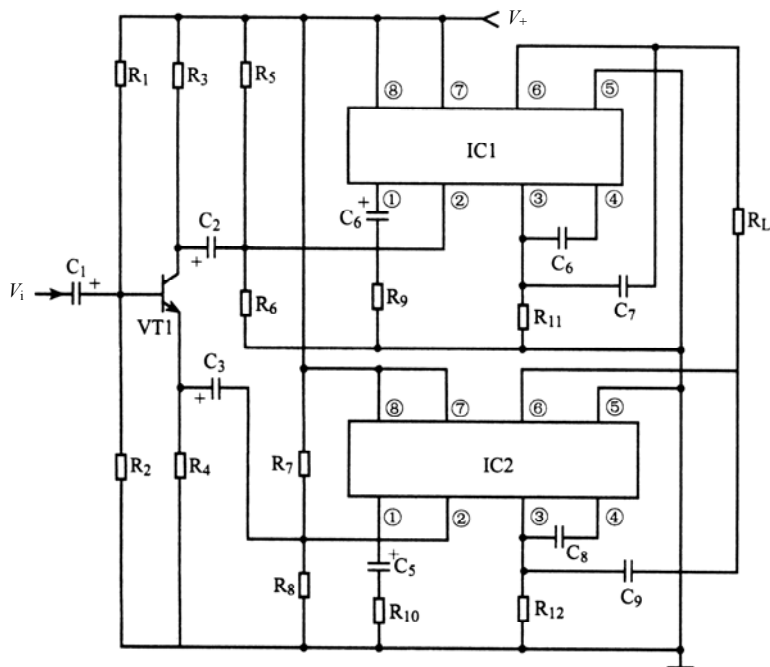 V+
R1 R3 R5
⑧ ⑦ ⑥ ⑤
IC1
① ② ③ ④
+
C6
C2
+
C6
RL
C1
+
Vi
R6
R9
R11
C7
VT1
C3
+
⑧ ⑦ ⑥ ⑤
R2 R4 R7
IC2
① ② ③ ④
+
C5
C8
R8
R10
R12
C9